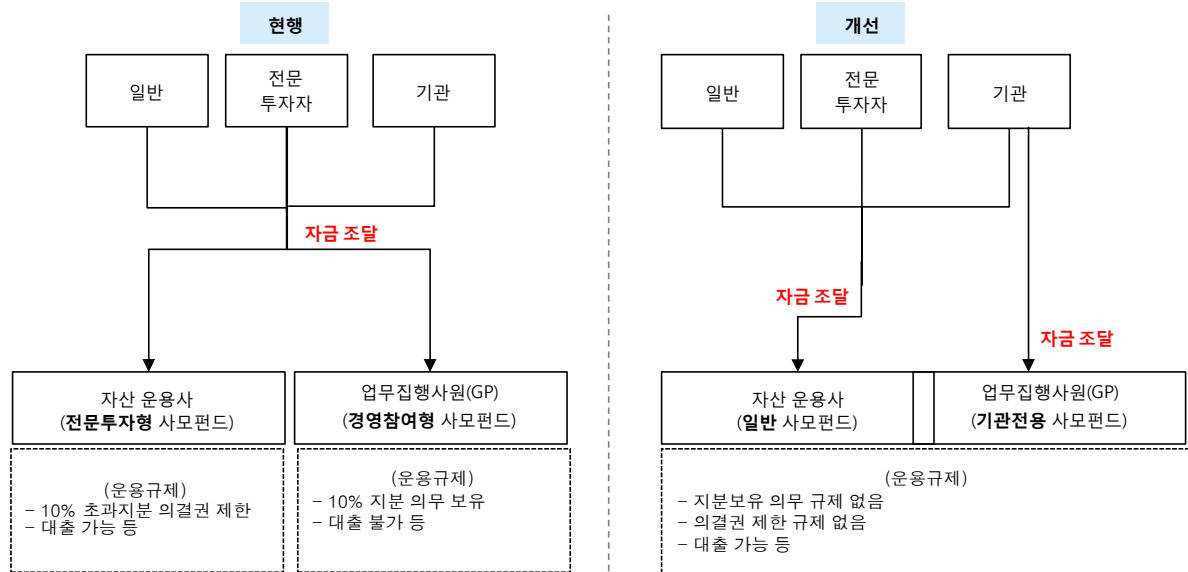 현행
일반
전문
투자자
기관
자금 조달
자산 운용사
(전문투자형 사모펀드)
업무집행사원(GP)
(경영참여형 사모펀드)
(운용규제)
– 10% 초과지분 의결권 제한
– 대출 가능 등
(운용규제)
– 10% 지분 의무 보유
– 대출 불가 등
개선
일반
전문
투자자
기관
자금 조달
자금 조달
자산 운용사
(일반 사모펀드)
업무집행사원(GP)
(기관전용 사모펀드)
(운용규제)
– 지분보유 의무 규제 없음
– 의결권 제한 규제 없음
– 대출 가능 등